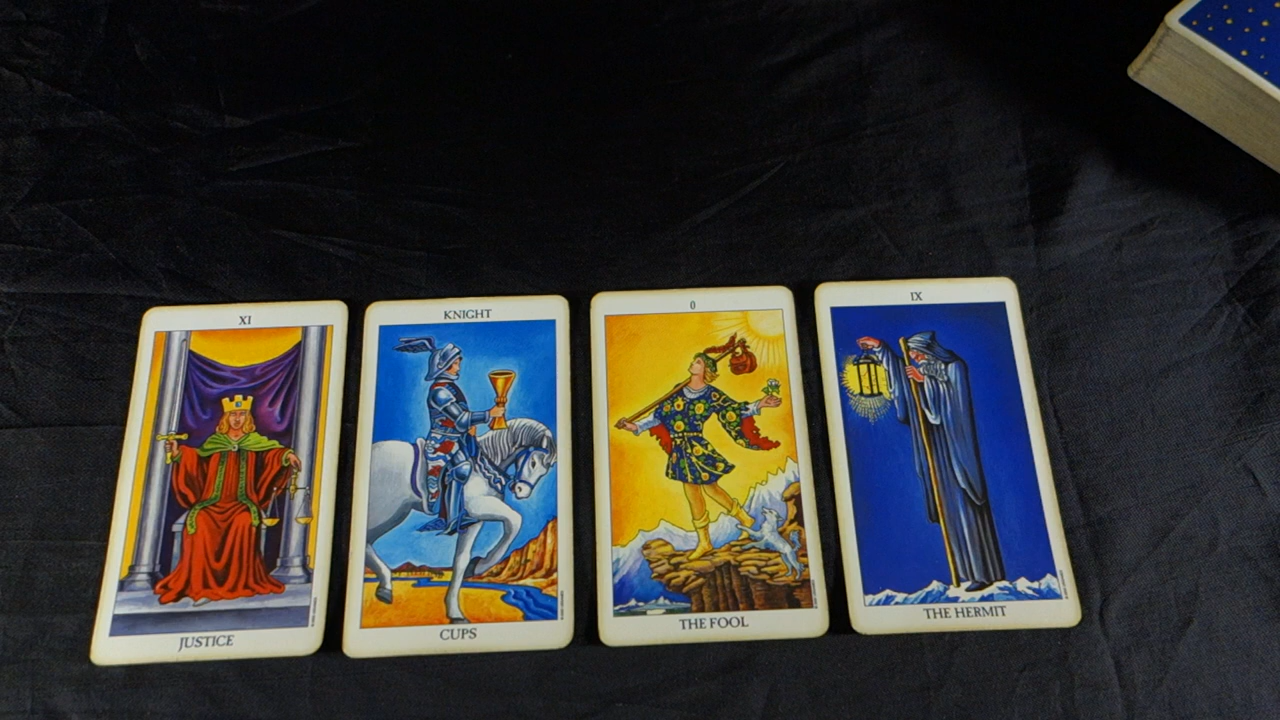 XI
JUSTICE
KNIGHT
CUPS
0
THE FOOL
IX
THE HERMIT